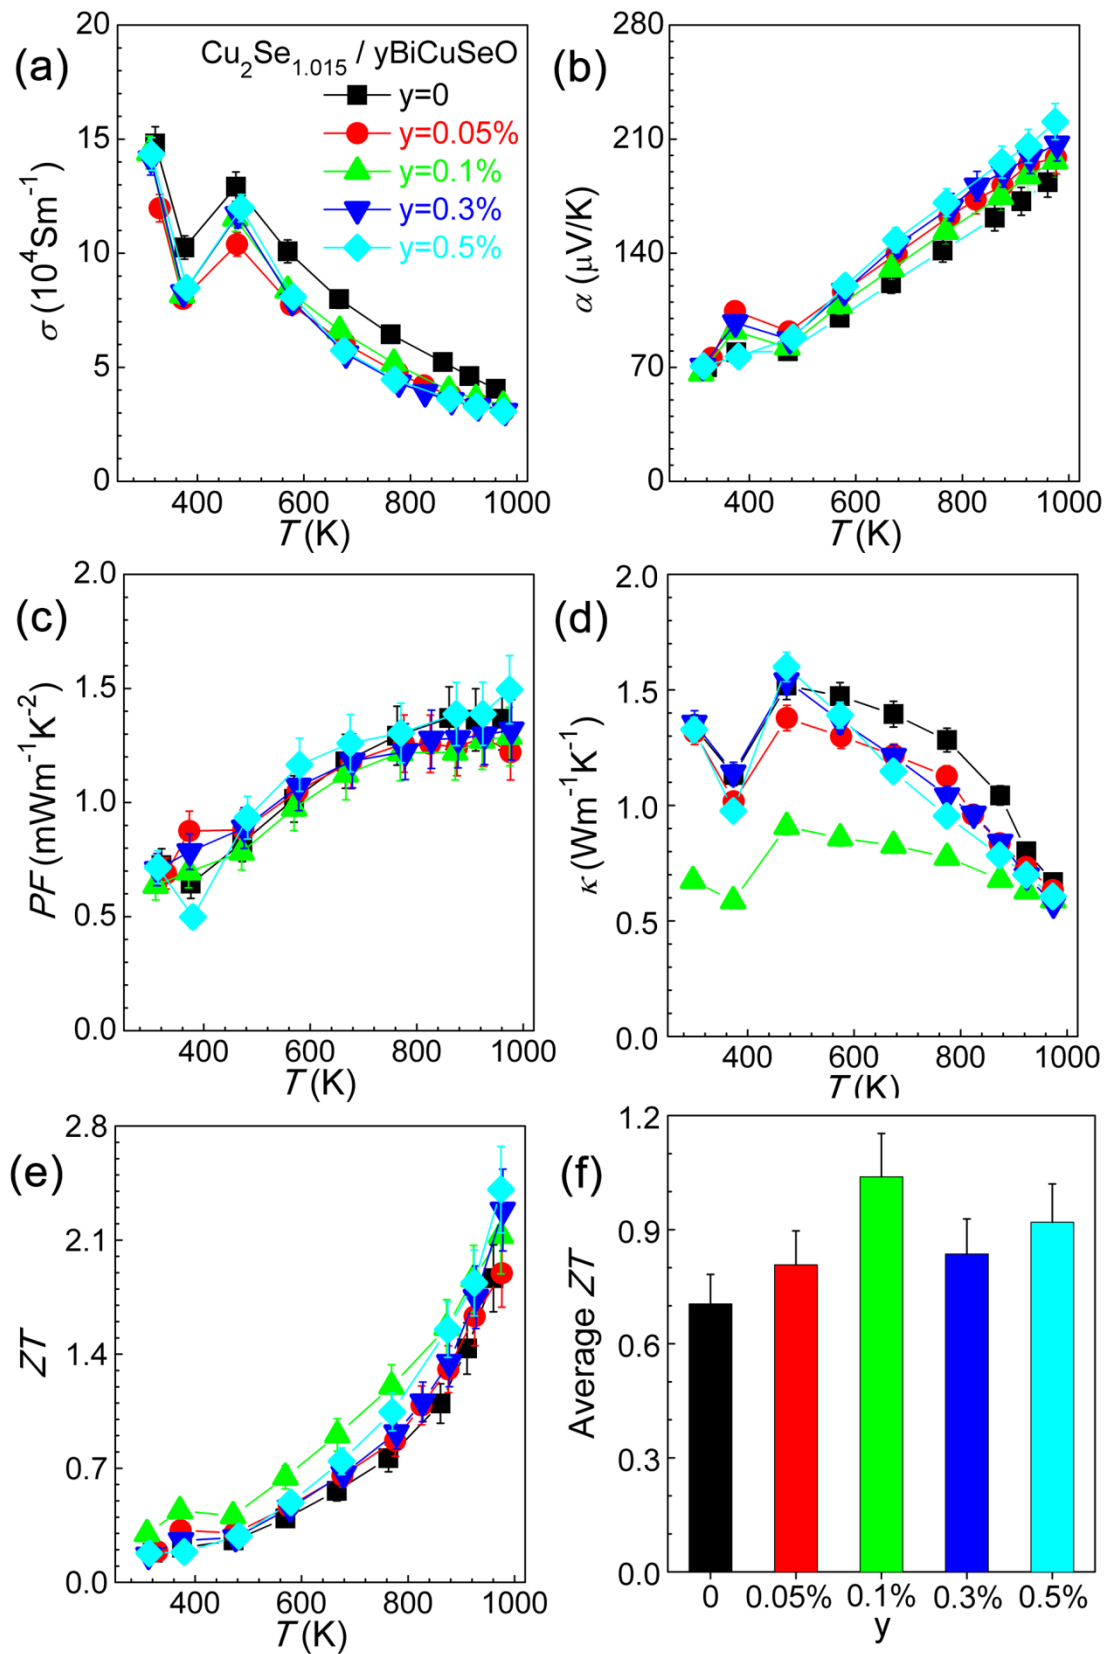 (a)
Cu₂Se₁.₀₁₅ / yBiCuSeO
y=0
y=0.05%
y=0.1%
y=0.3%
y=0.5%
σ (10⁴Sm⁻¹)
20
15
10
5
0
400 600 800 1000
T (K)
(b)
α (μV/K)
280
210
140
70
0
400 600 800 1000
T (K)
(c)
PF (mWm⁻¹K⁻²)
2.0
1.5
1.0
0.5
0.0
400 600 800 1000
T (K)
(d)
κ (Wm⁻¹K⁻¹)
2.0
1.5
1.0
0.5
0.0
400 600 800 1000
T (K)
(e)
ZT
2.8
2.1
1.4
0.7
0.0
400 600 800 1000
T (K)
(f)
Average ZT
1.2
0.9
0.6
0.3
0.0
0 0.05% 0.1% 0.3% 0.5%
y